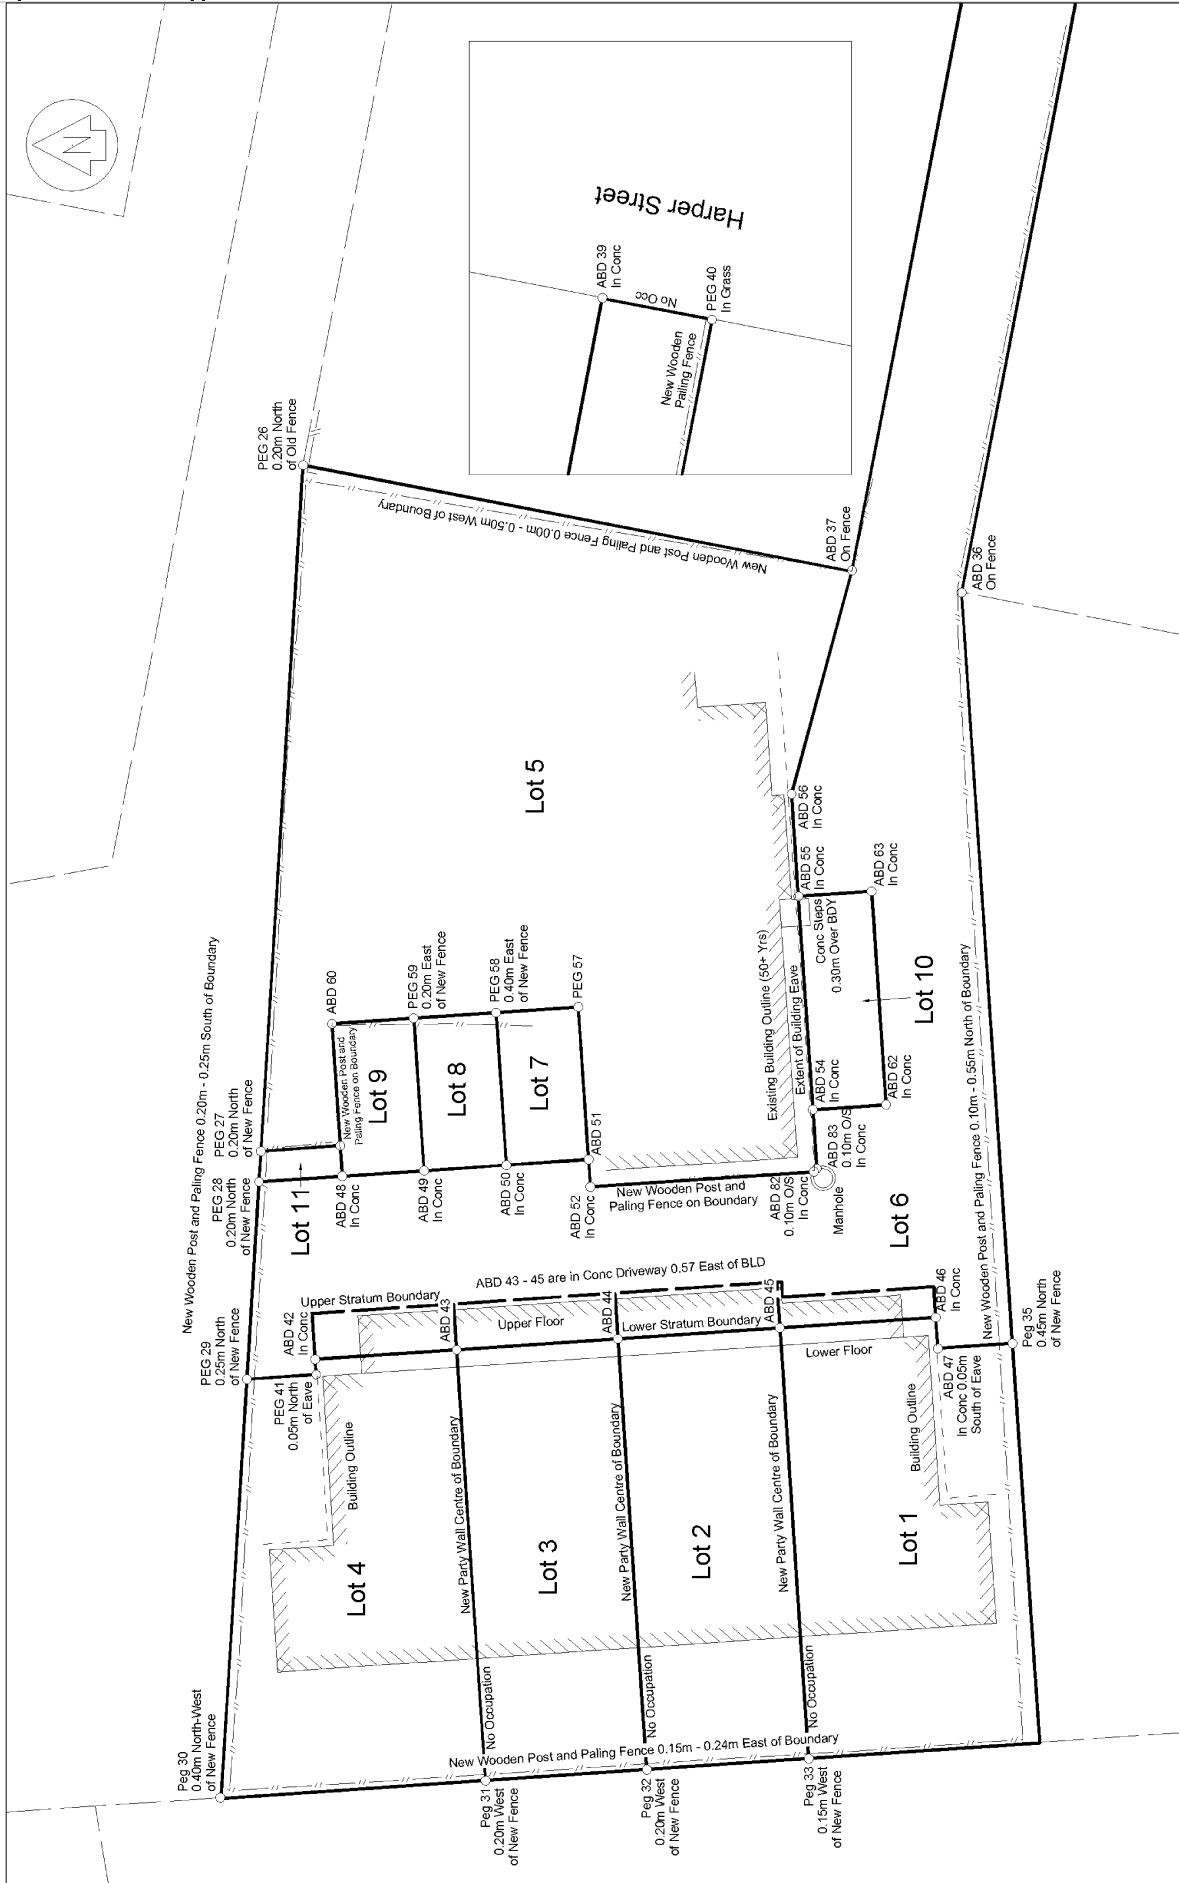 N
Harper Street
ABD 39
In Conc
No Occ
PEG 40
In Grass
New Wooden
Paling Fence
PEG 26
0.20m North
of Old Fence
New Wooden Post and Paling Fence 0.00m - 0.50m West of Boundary
ABD 37
On Fence
ABD 36
On Fence
Lot 5
ABD 56
In Conc
ABD 55
In Conc
ABD 63
In Conc
Conc Steps
0.30m Over BDY
Existing Building Outline (50+ Yrs)
Extent of Building Eave
Lot 10
ABD 54
In Conc
ABD 62
In Conc
ABD 83
0.10m O/S
In Conc
ABD 82
0.10m O/S
In Conc
Manhole
Lot 6
New Wooden Post and Paling Fence 0.10m - 0.55m North of Boundary
New Wooden Post and Paling Fence 0.20m - 0.25m South of Boundary
PEG 27
0.20m North
of New Fence
PEG 28
0.20m North
of New Fence
ABD 60
PEG 59
0.20m East
of New Fence
PEG 58
0.40m East
of New Fence
PEG 57
New Wooden Post and
Paling Fence on Boundary
Lot 9
Lot 8
Lot 7
ABD 51
Lot 11
ABD 48
In Conc
ABD 49
In Conc
ABD 50
In Conc
ABD 52
In Conc
New Wooden Post and
Paling Fence on Boundary
ABD 43 - 45 are in Conc Driveway 0.57 East of BLD
Upper Stratum Boundary
PEG 29
0.25m North
of New Fence
ABD 42
In Conc
ABD 43
Upper Floor
ABD 44
Lower Stratum Boundary
ABD 45
Lower Floor
ABD 46
In Conc
Peg 35
0.45m North
of New Fence
ABD 47
In Conc 0.05m
South of Eave
PEG 41
0.05m North
of Eave
Building Outline
Building Outline
New Party Wall Centre of Boundary
New Party Wall Centre of Boundary
New Party Wall Centre of Boundary
Lot 4
Lot 3
Lot 2
Lot 1
No Occupation
No Occupation
No Occupation
New Wooden Post and Paling Fence 0.15m - 0.24m East of Boundary
Peg 30
0.40m North-West
of New Fence
Peg 31
0.20m West
of New Fence
Peg 32
0.20m West
of New Fence
Peg 33
0.15m West
of New Fence